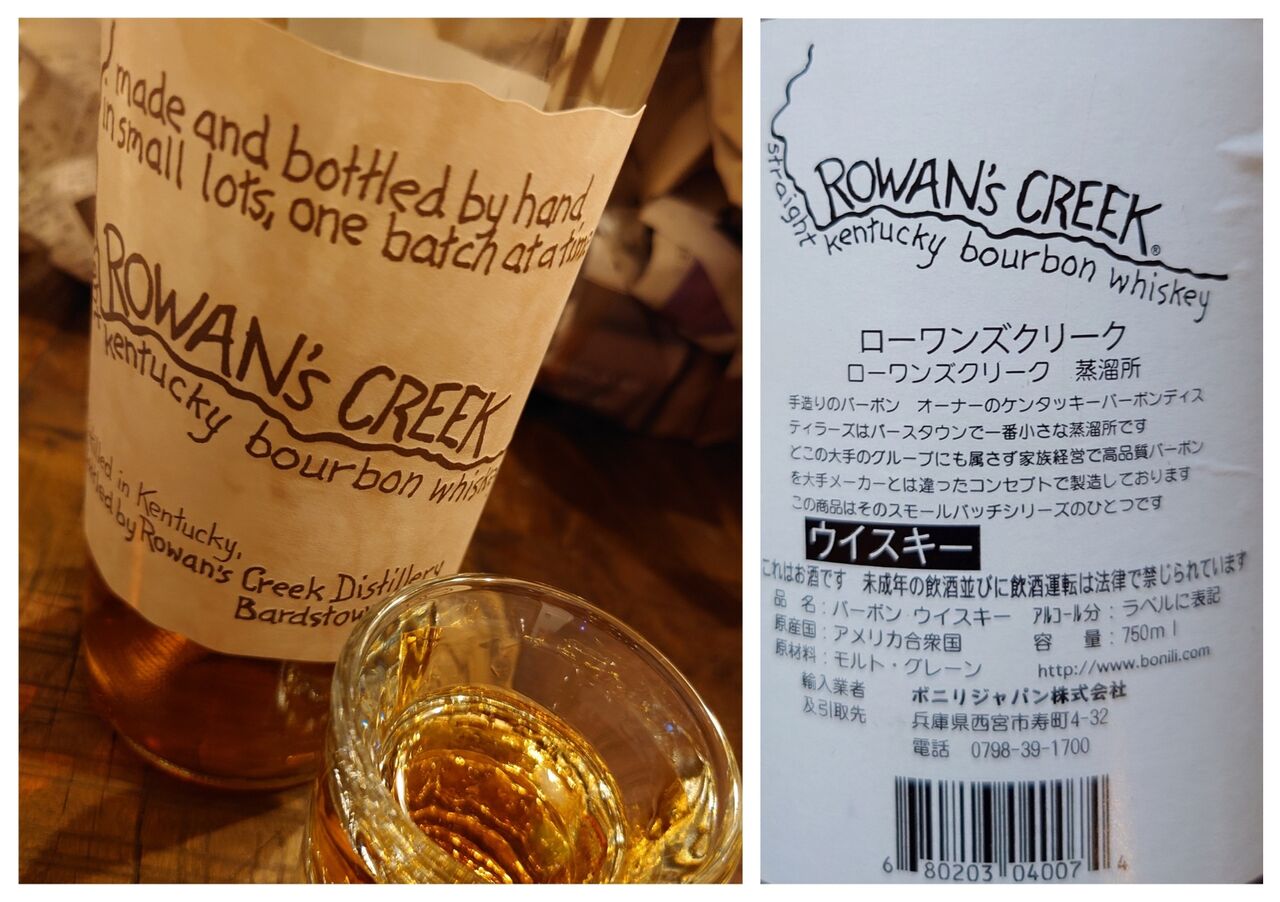 made and bottled by hand,
in small lots, one batch at a
ROWAN's CREEK
kentucky bourbon
in Kentucky,
by Rowan's Creek Distillery
straight
ROWAN's CREEK®
kentucky bourbon whiskey
ローワンズクリーク
ローワンズクリーク 蒸溜所
手造りのバーボン オーナーのケンタッキーバーボンディス
ティラーズはバースタウンで一番小さな蒸溜所です
どこの大手のグループにも属さず家族経営で高品質バーボン
を大手メーカーとは違ったコンセプトで製造しております
この商品はそのスモールバッチシリーズのひとつです
ウイスキー
これはお酒です 未成年の飲酒並びに飲酒運転は法律で禁じられています
品 名：バーボン ウイスキー アルコール分：ラベルに表記
原産国：アメリカ合衆国 容 量：750ml
原材料：モルト・グレーン http://www.bonili.com
輸入業者 ボニリジャパン株式会社
及引取先 兵庫県西宮市寿町4-32
電話 0798-39-1700
6 80203 04007 4